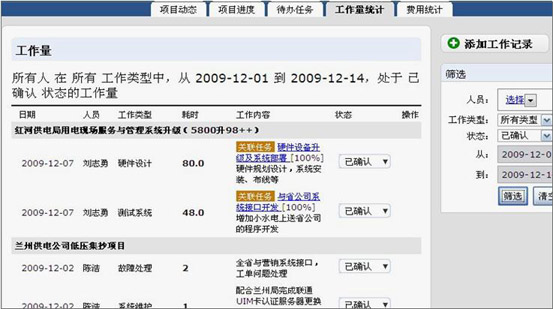 项目动态 项目进度 待办任务 工作量统计 费用统计
工作量
所有人 在 所有 工作类型中，从 2009-12-01 到 2009-12-14，处于 已
确认 状态的工作量
日期 人员 工作类型 耗时 工作内容 状态 操作
红河供电局用电现场服务与管理系统升级（5800升98++）
2009-12-07 刘志勇 硬件设计 80.0 关联任务 硬件设备升
级及系统部署 [100%]
硬件规划设计，系统安
装、布线等
已确认
2009-12-07 刘志勇 测试系统 48.0 关联任务 与省公司系
统接口开发 [100%]
增加小水电上送省公司
的程序开发
已确认
兰州供电公司低压集抄项目
2009-12-02 陈浩 故障处理 2 全省与营销系统接口，
工单问题处理
已确认
2009-12-02 陈浩 系统维护 1 配合兰州局完成联通
UIM卡认证服务器更换
已确认
添加工作记录
筛选
人员： 选择
工作类型： 所有类型
状态： 已确认
从： 2009-12-0
到： 2009-12-1
筛选 清空